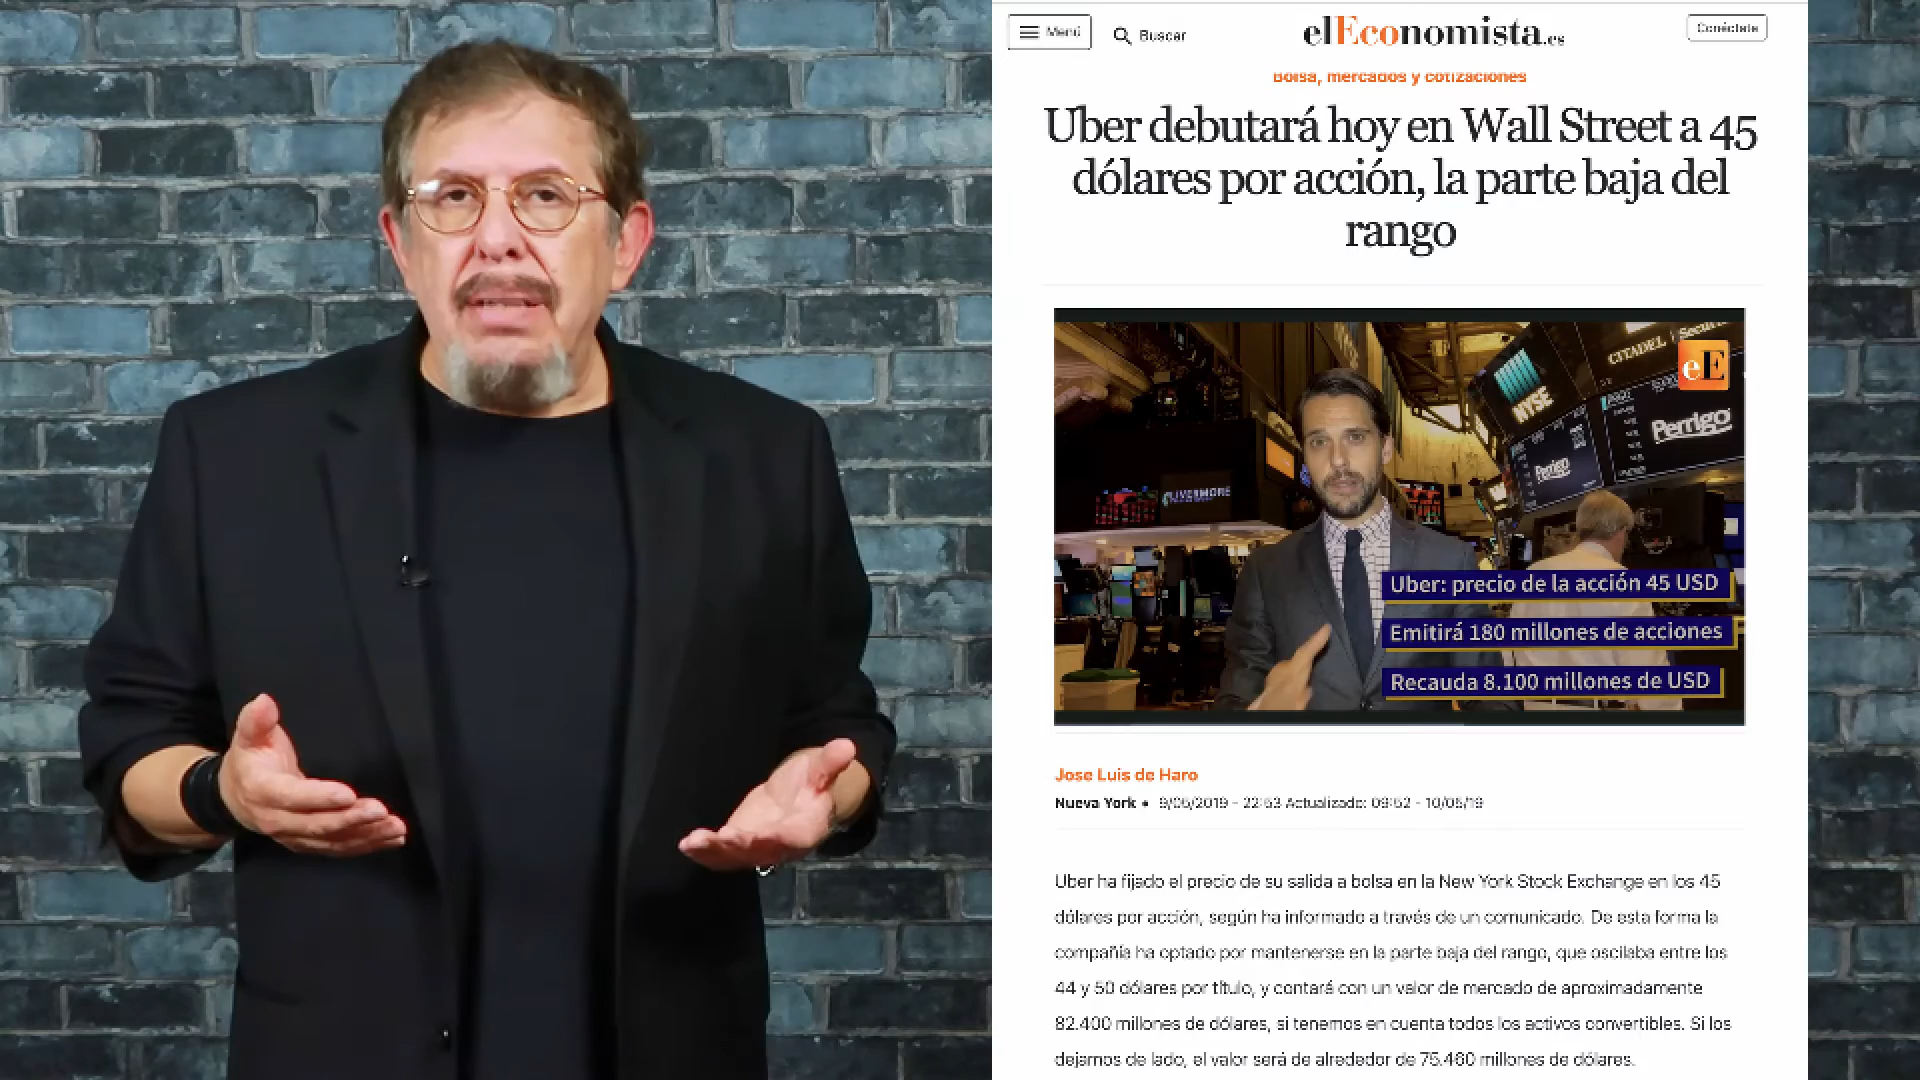 Menú
Buscar
elEconomista.es
Conéctate
Bolsa, mercados y cotizaciones
Uber debutará hoy en Wall Street a 45
dólares por acción, la parte baja del
rango
CITADEL | Securi
eE
NYSE
Perrigo
Perrigo
LIVERMORE
Uber: precio de la acción 45 USD
Emitirá 180 millones de acciones
Recauda 8.100 millones de USD
Jose Luis de Haro
Nueva York • 9/05/2019 - 22:53 Actualizado: 09:52 - 10/05/19
Uber ha fijado el precio de su salida a bolsa en la New York Stock Exchange en los 45
dólares por acción, según ha informado a través de un comunicado. De esta forma la
compañía ha optado por mantenerse en la parte baja del rango, que oscilaba entre los
44 y 50 dólares por título, y contará con un valor de mercado de aproximadamente
82.400 millones de dólares, si tenemos en cuenta todos los activos convertibles. Si los
dejamos de lado, el valor será de alrededor de 75.460 millones de dólares.